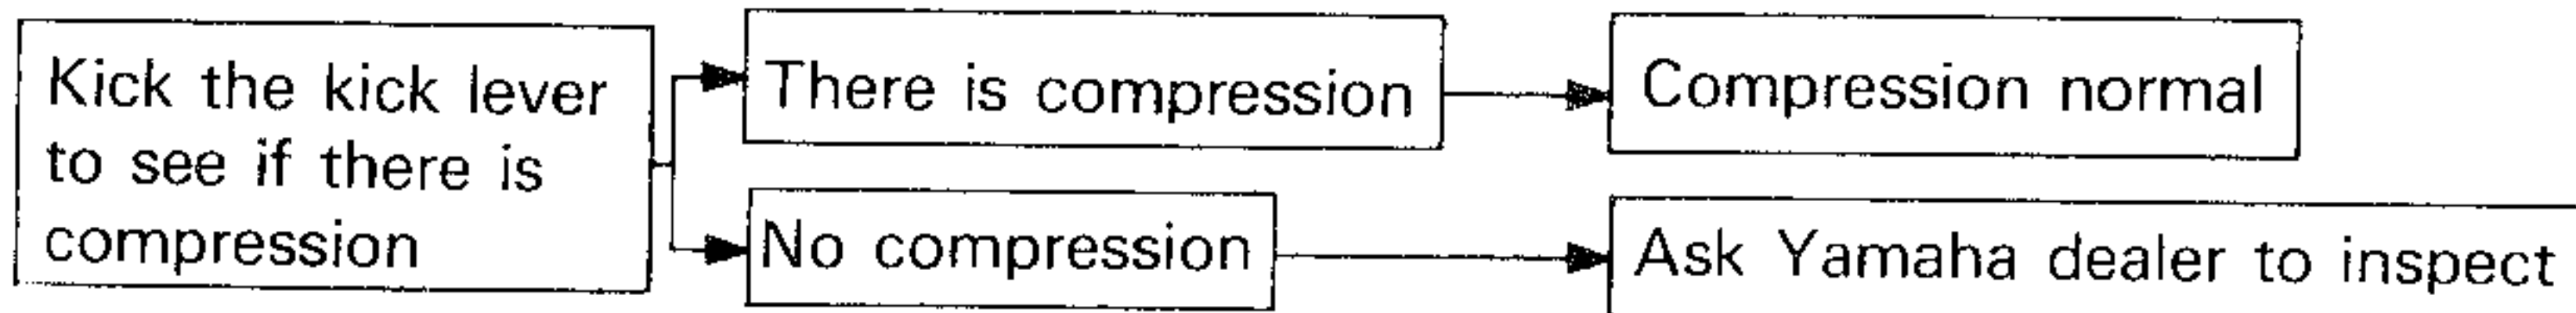 Kick the kick lever
to see if there is
compression
There is compression
Compression normal
No compression
Ask Yamaha dealer to inspect